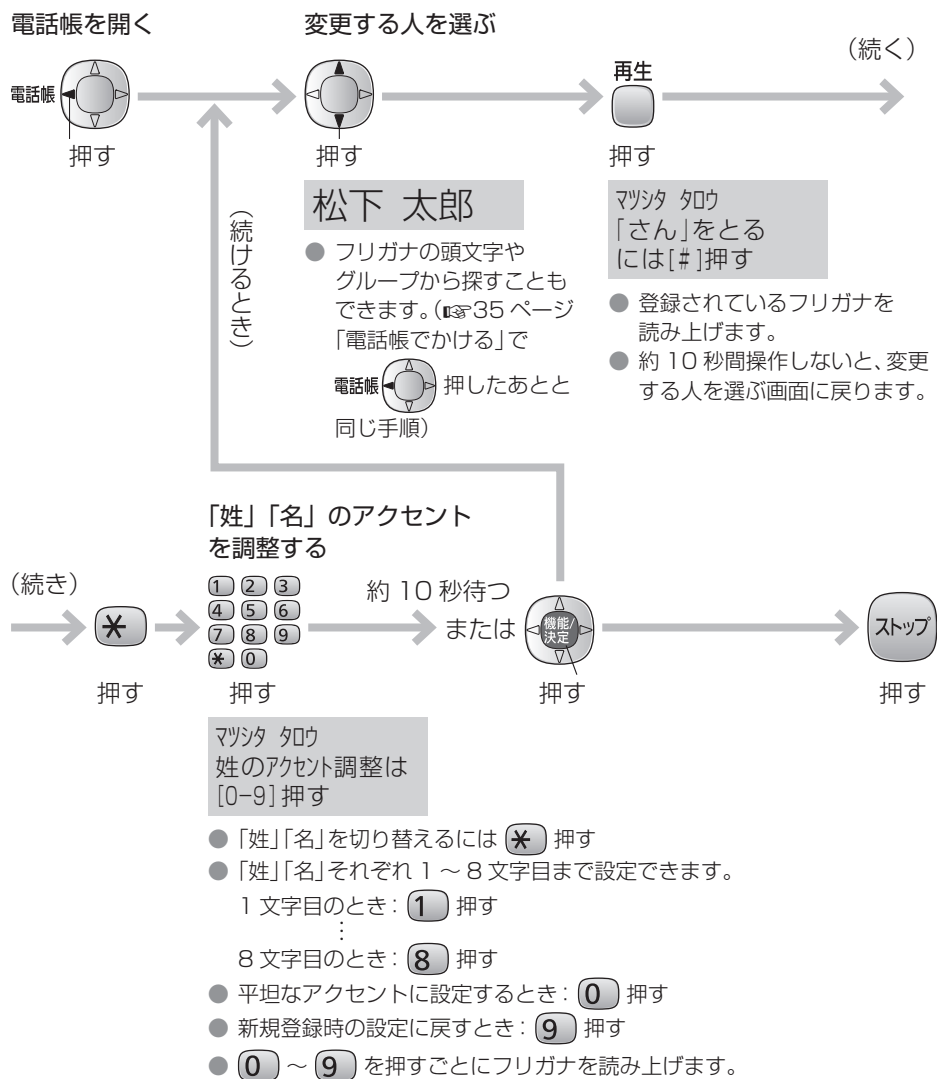 電話帳を開く
変更する人を選ぶ
(続く)
電話帳
再生
押す
押す
押す
(続けるとき)
松下 太郎
● フリガナの頭文字や
グループから探すことも
できます。(☞35 ページ
「電話帳でかける」で
電話帳 押したあとと
同じ手順)
マツシタ タロウ
「さん」をとる
には[#]押す
● 登録されているフリガナを
読み上げます。
● 約 10 秒間操作しないと、変更
する人を選ぶ画面に戻ります。
「姓」「名」のアクセント
を調整する
(続き)
1 2 3
4 5 6
7 8 9
* 0
約 10 秒待つ
または
機能/
決定
ストップ
*
押す
押す
押す
押す
マツシタ タロウ
姓のアクセント調整は
[0-9]押す
● 「姓」「名」を切り替えるには * 押す
● 「姓」「名」それぞれ 1 ~ 8 文字目まで設定できます。
1 文字目のとき: 1 押す
⋮
8 文字目のとき: 8 押す
● 平坦なアクセントに設定するとき: 0 押す
● 新規登録時の設定に戻すとき: 9 押す
● 0 ~ 9 を押すごとにフリガナを読み上げます。